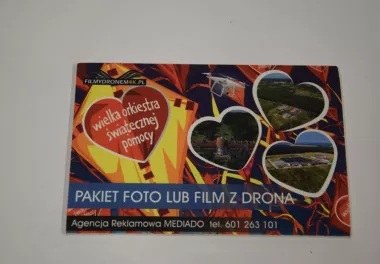 FILMYDRONEM4K.PL
wielka orkiestra
świątecznej
pomocy
PAKIET FOTO LUB FILM Z DRONA
Agencja Reklamowa MEDIADO tel. 601 263 101